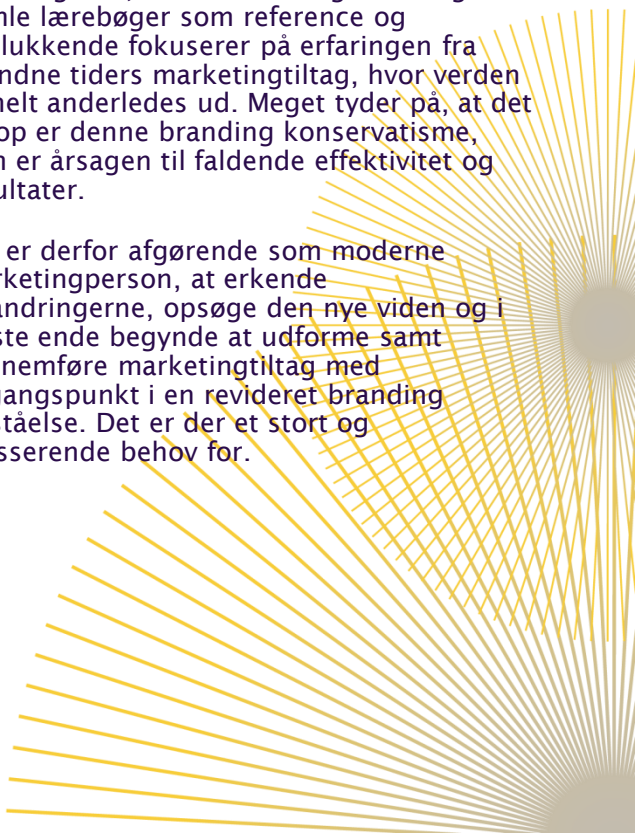 mle lærebøger som reference og
lukkende fokuserer på erfaringen fra
ndne tiders marketingtiltag, hvor verden
helt anderledes ud. Meget tyder på, at det
op er denne branding konservatisme,
er årsagen til faldende effektivitet og
ultater.
er derfor afgørende som moderne
rketingperson, at erkende
andringerne, opsøge den nye viden og i
ste ende begynde at udforme samt
nemføre marketingtiltag med
gangspunkt i en revideret branding
ståelse. Det er der et stort og
sserende behov for.